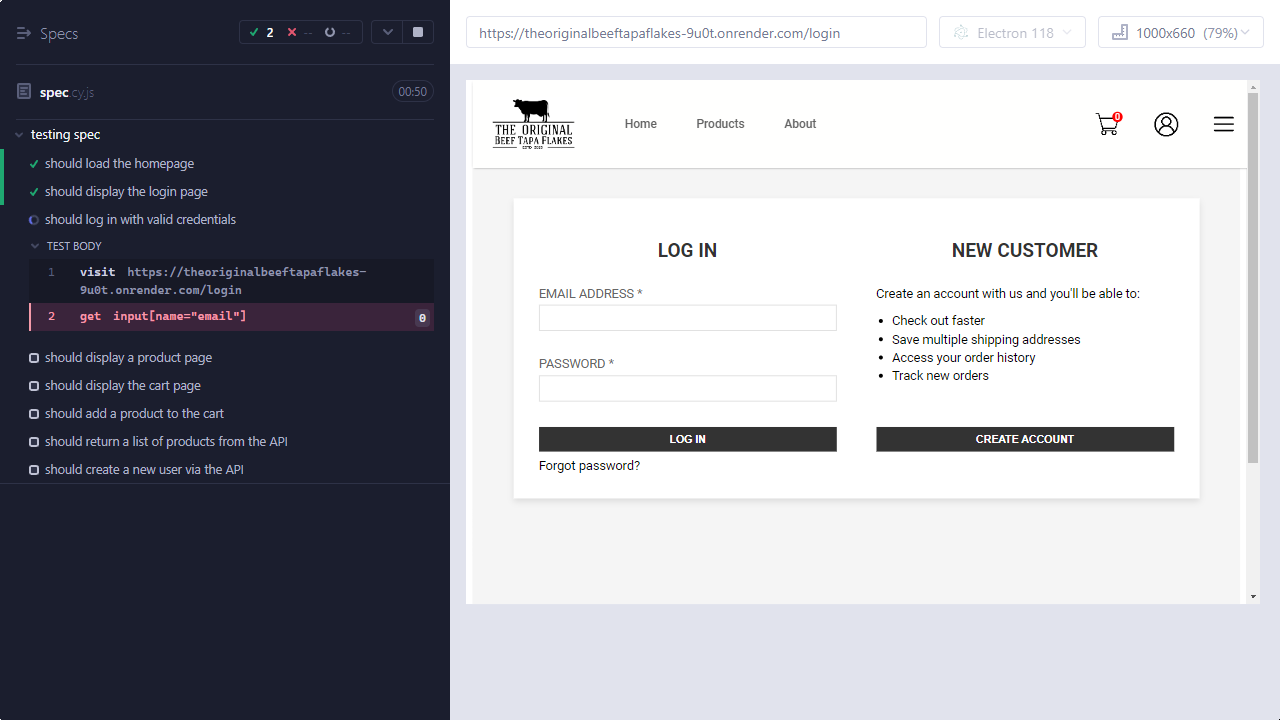 Specs
2
--
--
spec.cy.js
00:50
testing spec
should load the homepage
should display the login page
should log in with valid credentials
TEST BODY
1 visit https://theoriginalbeeftapaflakes-
9u0t.onrender.com/login
2 get input[name="email"] 0
should display a product page
should display the cart page
should add a product to the cart
should return a list of products from the API
should create a new user via the API
https://theoriginalbeeftapaflakes-9u0t.onrender.com/login
Electron 118
1000x660 (79%)
THE ORIGINAL
BEEF TAPA FLAKES
ESTD 2020
Home
Products
About
0
LOG IN
EMAIL ADDRESS *
PASSWORD *
LOG IN
Forgot password?
NEW CUSTOMER
Create an account with us and you'll be able to:
• Check out faster
• Save multiple shipping addresses
• Access your order history
• Track new orders
CREATE ACCOUNT